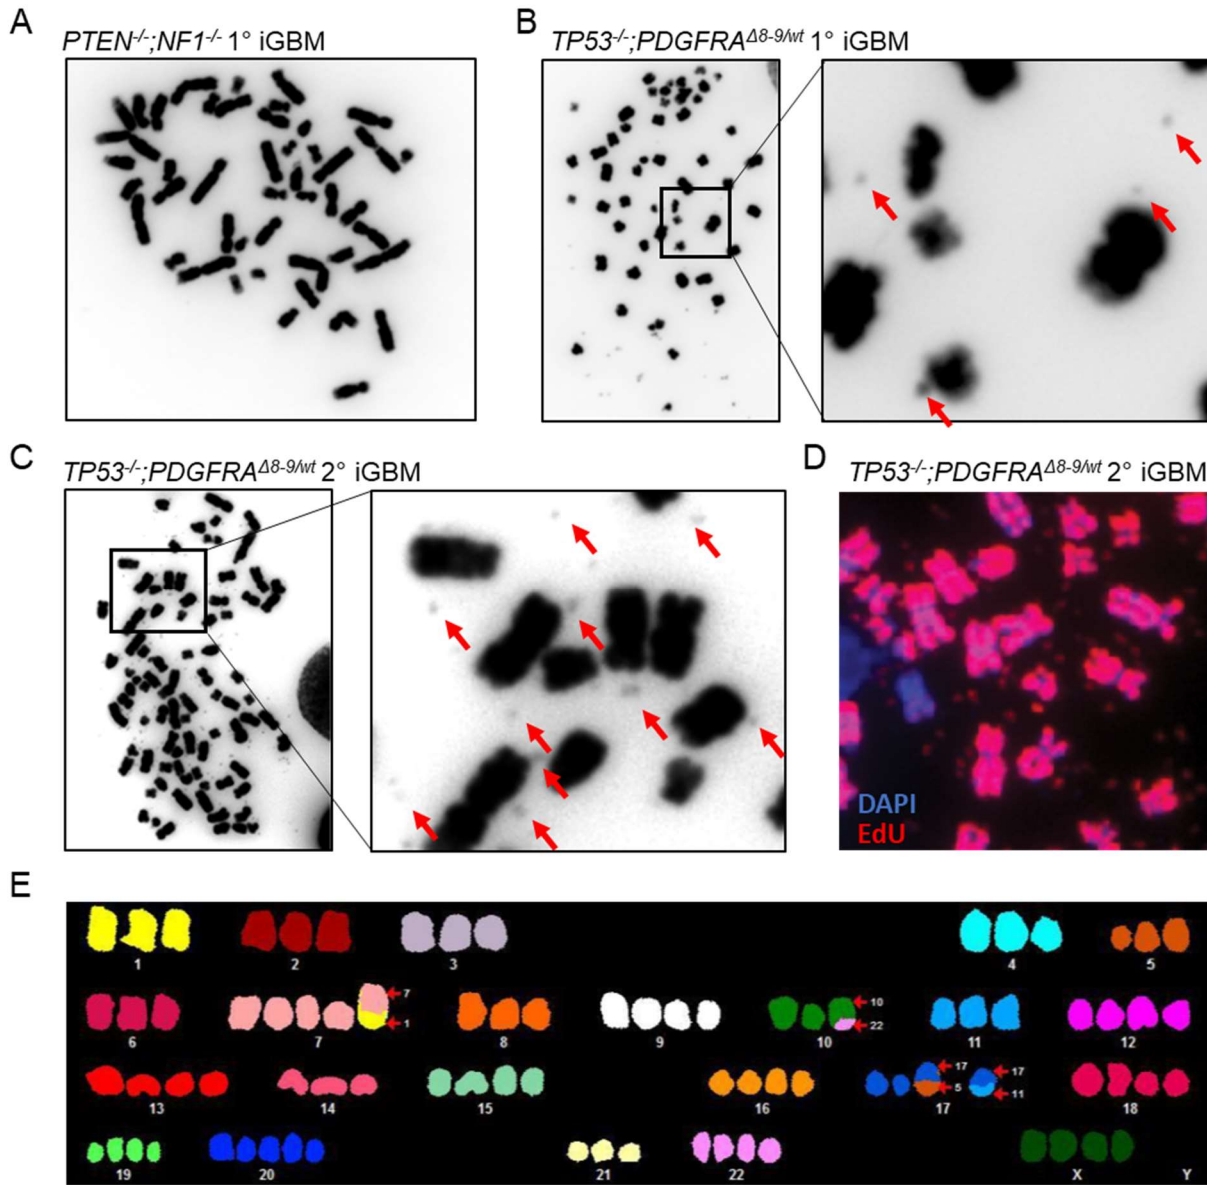 A
PTEN-/-;NF1-/- 1° iGBM
B
TP53-/-;PDGFRAΔ8-9/wt 1° iGBM
C
TP53-/-;PDGFRAΔ8-9/wt 2° iGBM
D
TP53-/-;PDGFRAΔ8-9/wt 2° iGBM
DAPI
EdU
E
1 2 3 4 5
7
1
10
22
6 7 8 9 10 11 12
17
5
17
11
13 14 15 16 17 18
19 20 21 22 X Y